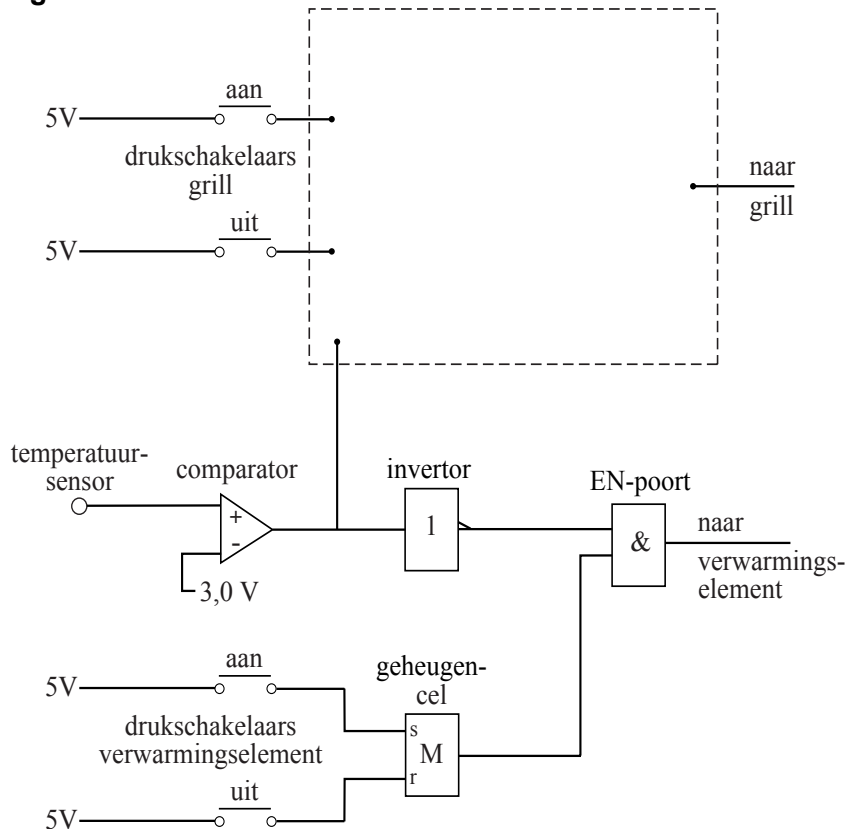 g
aan
5V
drukschakelaars
grill
naar
grill
uit
5V
temperatuur-
sensor
comparator
invertor
EN-poort
+
-
1
&
naar
verwarmings-
element
3,0 V
aan
5V
geheugen-
cel
drukschakelaars
verwarmingselement
s
M
r
uit
5V